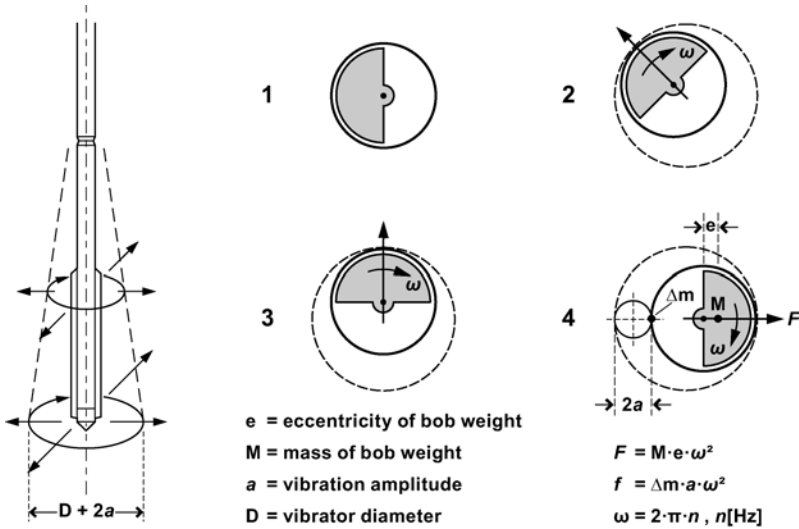 1
2
ω
ω
3
e
Δm
M
4
F
ω
2a
e = eccentricity of bob weight
M = mass of bob weight
a = vibration amplitude
D = vibrator diameter
F = M·e·ω²
f = Δm·a·ω²
ω = 2·π·n , n[Hz]
D + 2a